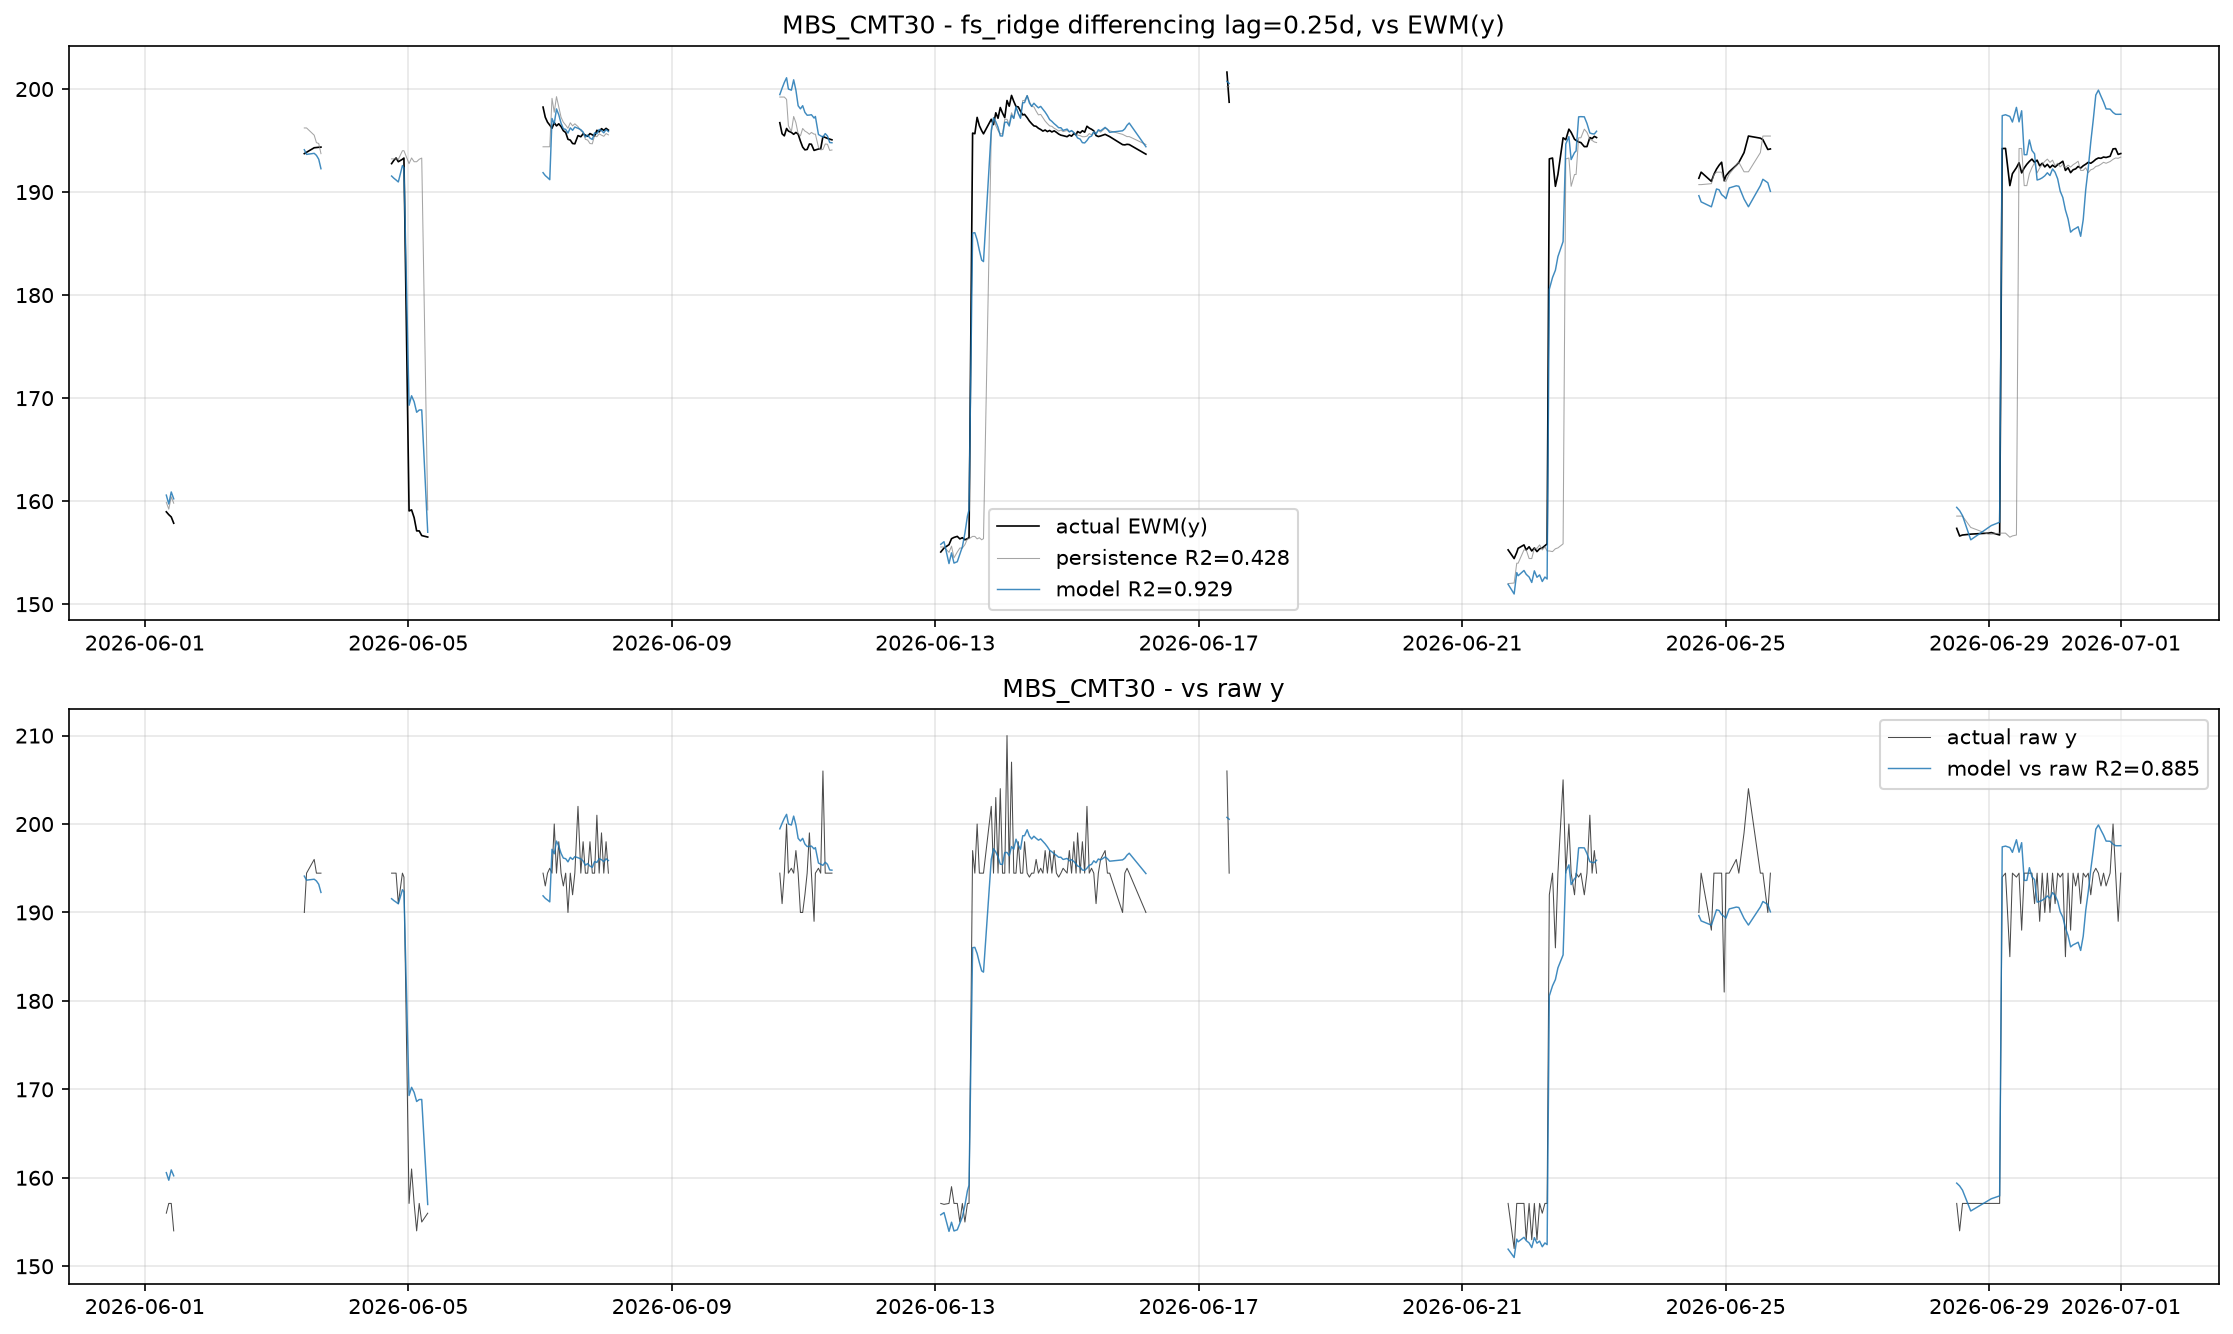 MBS_CMT30 - fs_ridge differencing lag=0.25d, vs EWM(y)
200
190
180
170
160
150
actual EWM(y)
persistence R2=0.428
model R2=0.929
2026-06-01 2026-06-05 2026-06-09 2026-06-13 2026-06-17 2026-06-21 2026-06-25 2026-06-29 2026-07-01
MBS_CMT30 - vs raw y
210
200
190
180
170
160
150
actual raw y
model vs raw R2=0.885
2026-06-01 2026-06-05 2026-06-09 2026-06-13 2026-06-17 2026-06-21 2026-06-25 2026-06-29 2026-07-01